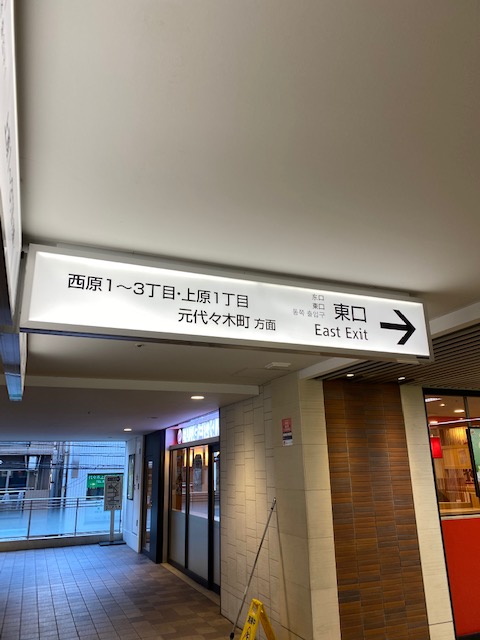 西原1～3丁目・上原1丁目
元代々木町 方面
东口
東口
동쪽 출입구
東口
East Exit